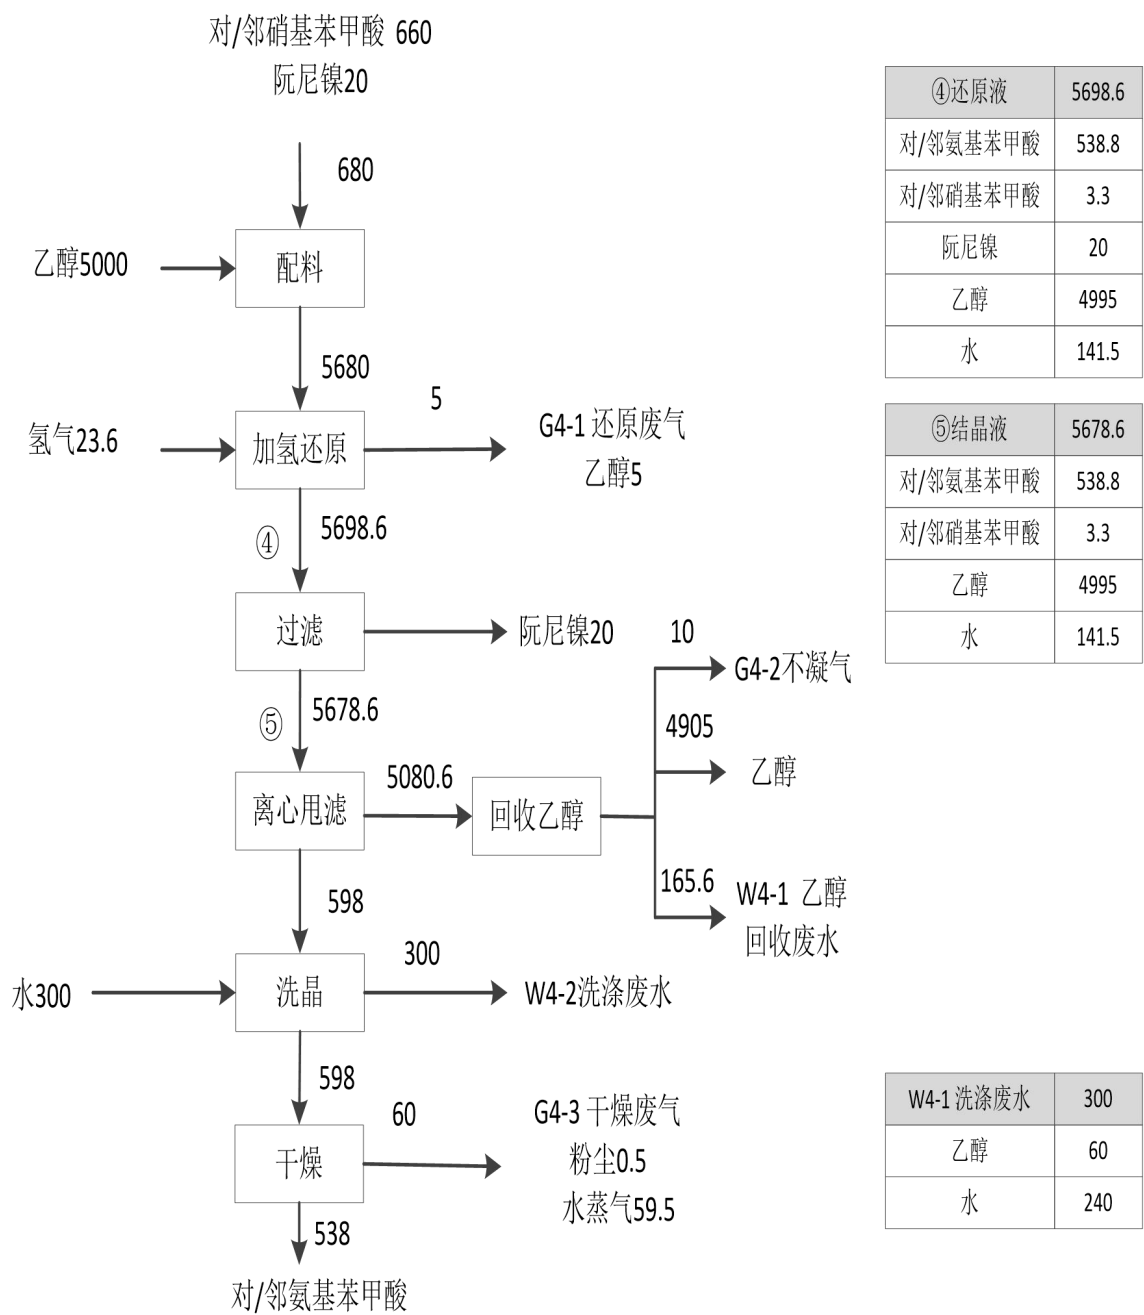 对/邻硝基苯甲酸 660
阮尼镍20
680
乙醇5000
配料
5680
5
氢气23.6
加氢还原
G4-1 还原废气
乙醇5
5698.6
④
过滤
阮尼镍20
10
G4-2不凝气
5678.6
⑤
4905
乙醇
5080.6
离心甩滤
回收乙醇
165.6
W4-1 乙醇
回收废水
598
300
水300
洗晶
W4-2洗涤废水
598
60
G4-3 干燥废气
粉尘0.5
水蒸气59.5
干燥
538
对/邻氨基苯甲酸
④还原液 5698.6
对/邻氨基苯甲酸 538.8
对/邻硝基苯甲酸 3.3
阮尼镍 20
乙醇 4995
水 141.5
⑤结晶液 5678.6
对/邻氨基苯甲酸 538.8
对/邻硝基苯甲酸 3.3
乙醇 4995
水 141.5
W4-1 洗涤废水 300
乙醇 60
水 240